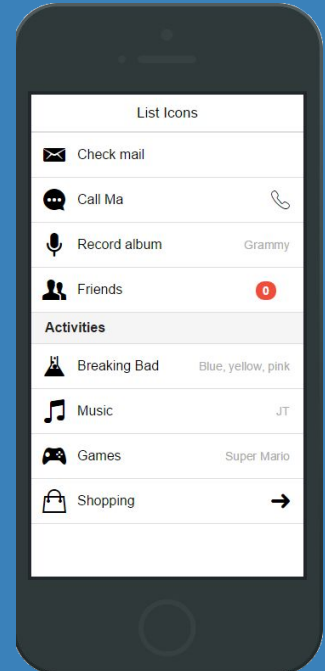 List Icons
Check mail
Call Ma
Record album Grammy
Friends 0
Activities
Breaking Bad Blue, yellow, pink
Music JT
Games Super Mario
Shopping